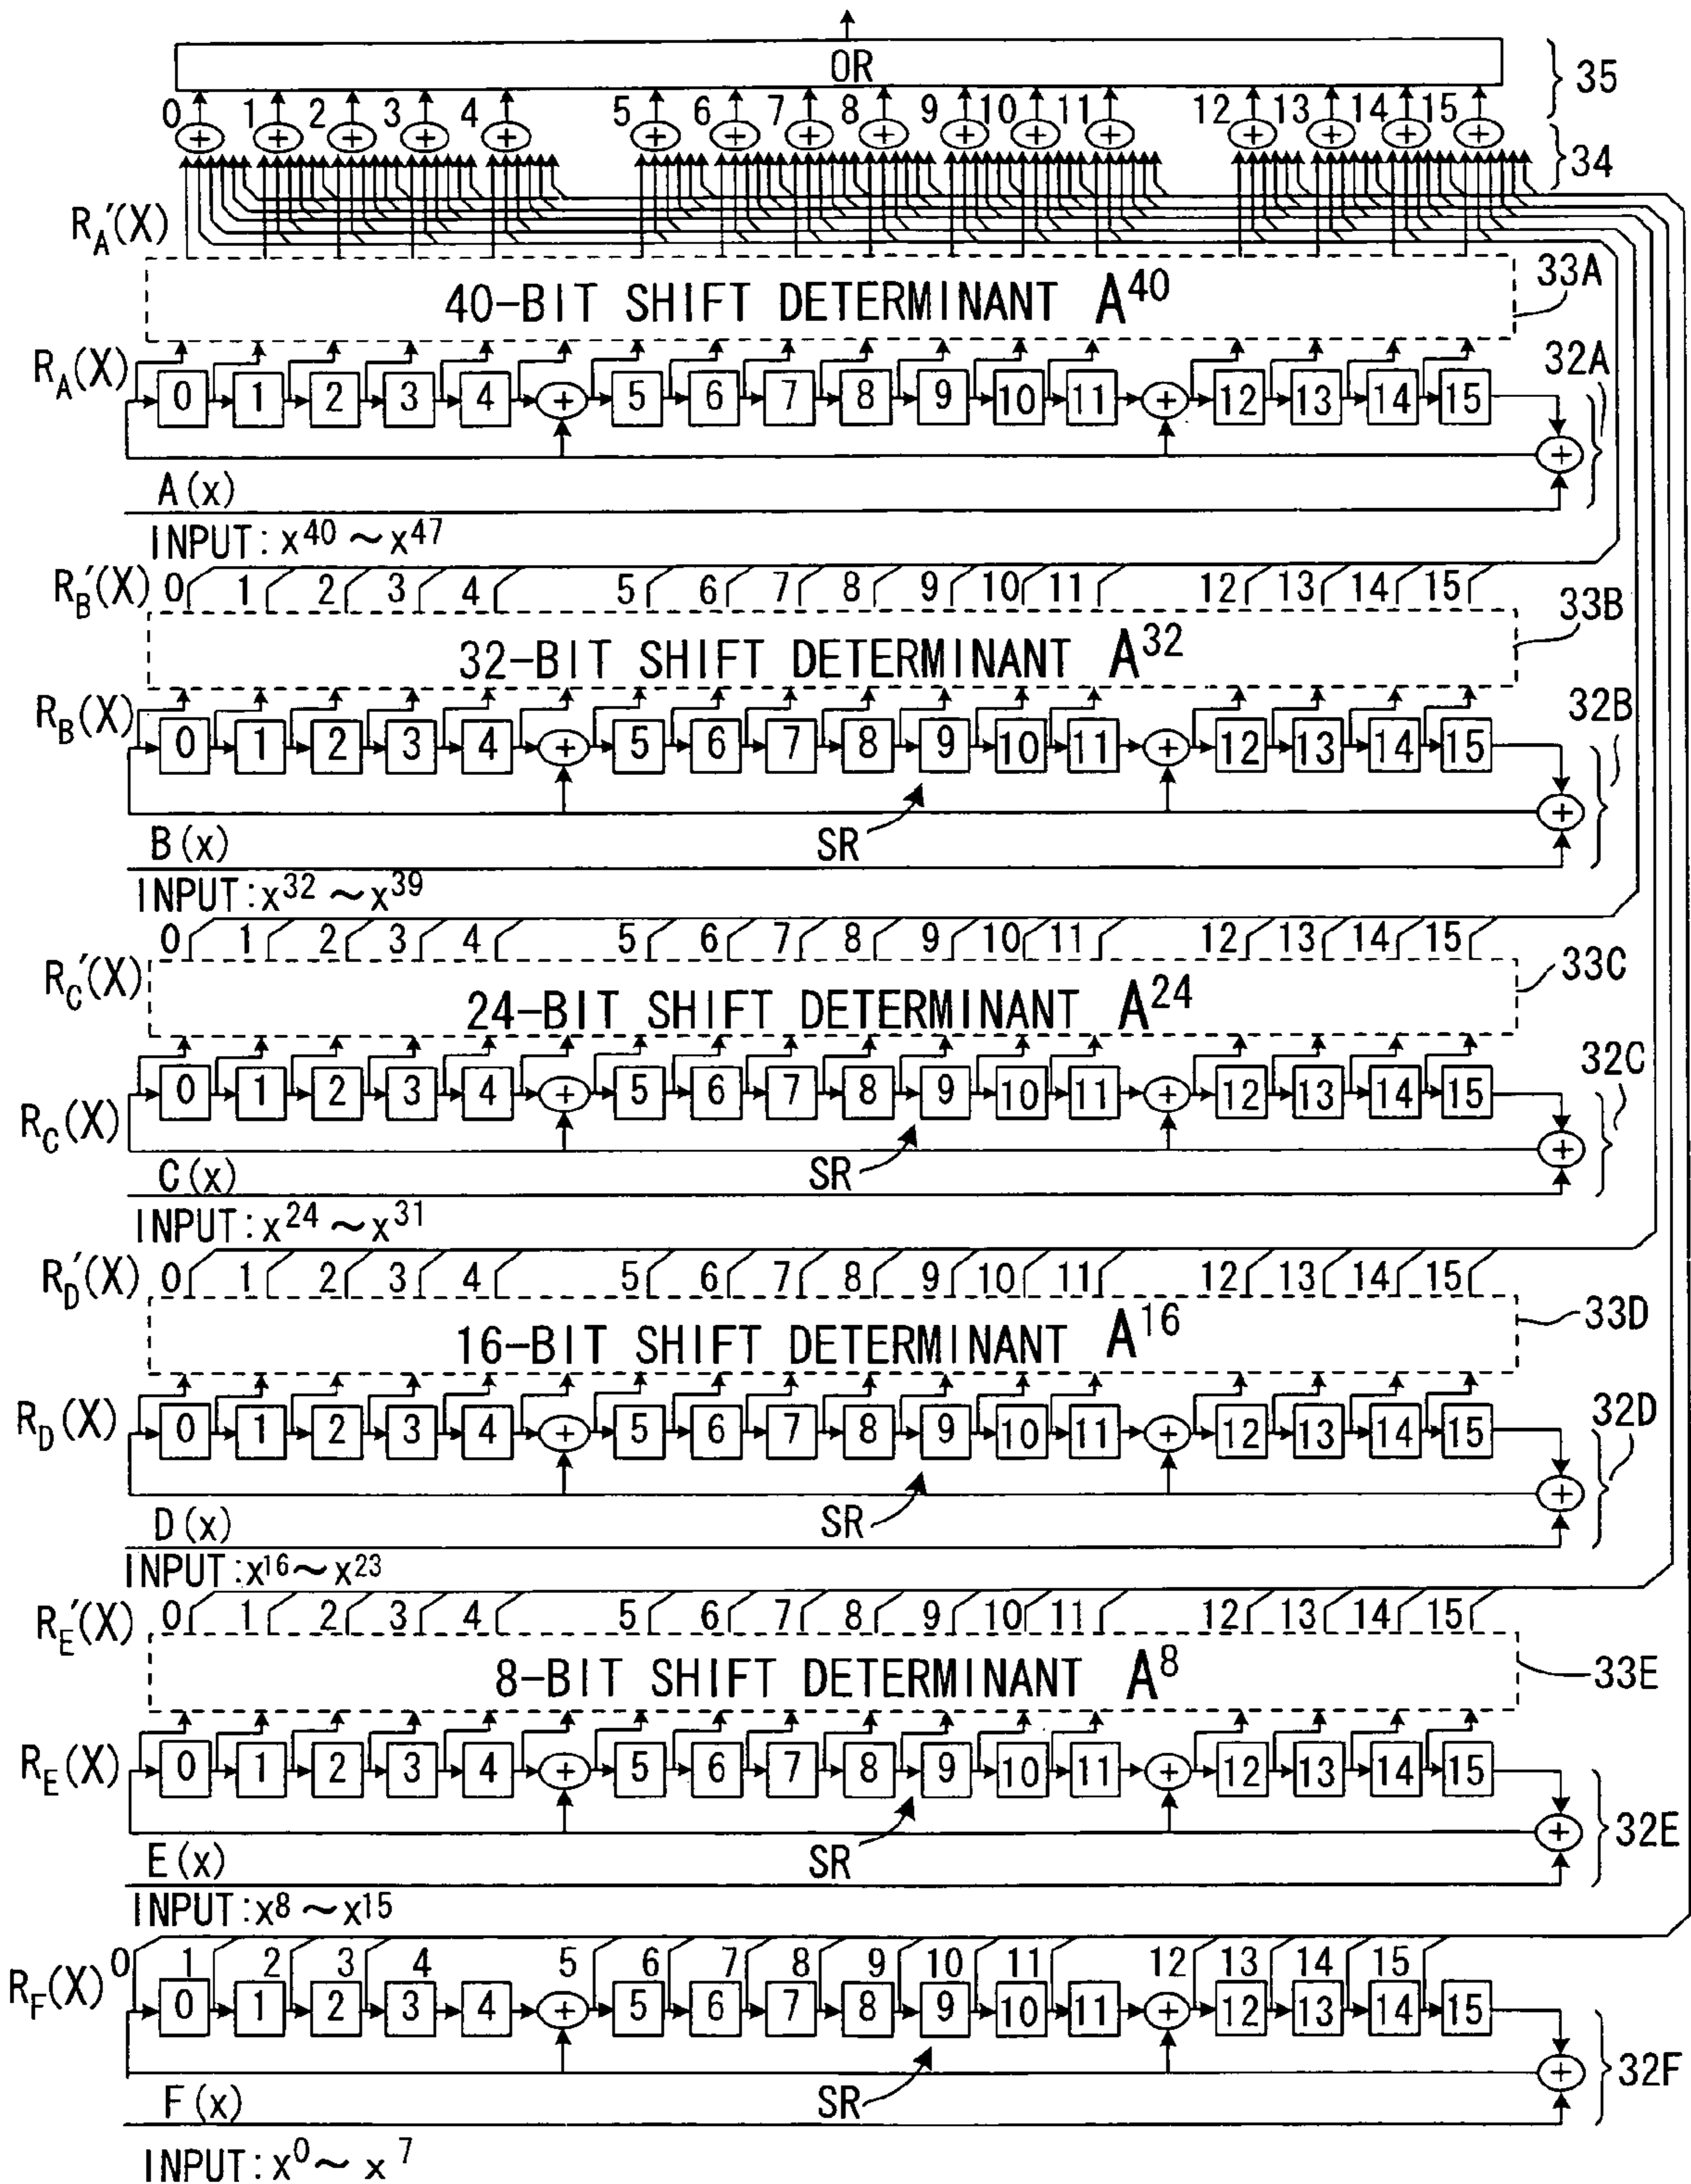 OR
35
0 1 2 3 4 5 6 7 8 9 10 11 12 13 14 15
+ + + + + + + + + + + + + + + +
34
R_A'(X)
33A
40-BIT SHIFT DETERMINANT A^40
R_A(X)
32A
0 1 2 3 4 + 5 6 7 8 9 10 11 + 12 13 14 15
+
A(x)
INPUT: x^40 ~ x^47
R_B'(X) 0 1 2 3 4 5 6 7 8 9 10 11 12 13 14 15
33B
32-BIT SHIFT DETERMINANT A^32
R_B(X)
32B
0 1 2 3 4 + 5 6 7 8 9 10 11 + 12 13 14 15
+
SR
B(x)
INPUT: x^32 ~ x^39
0 1 2 3 4 5 6 7 8 9 10 11 12 13 14 15
R_C'(X)
33C
24-BIT SHIFT DETERMINANT A^24
32C
0 1 2 3 4 + 5 6 7 8 9 10 11 + 12 13 14 15
R_C(X)
+
SR
C(x)
INPUT: x^24 ~ x^31
R_D'(X) 0 1 2 3 4 5 6 7 8 9 10 11 12 13 14 15
33D
16-BIT SHIFT DETERMINANT A^16
R_D(X)
32D
0 1 2 3 4 + 5 6 7 8 9 10 11 + 12 13 14 15
+
SR
D(x)
INPUT: x^16 ~ x^23
R_E'(X) 0 1 2 3 4 5 6 7 8 9 10 11 12 13 14 15
33E
8-BIT SHIFT DETERMINANT A^8
R_E(X)
0 1 2 3 4 + 5 6 7 8 9 10 11 + 12 13 14 15
+
32E
SR
E(x)
INPUT: x^8 ~ x^15
0 1 2 3 4 5 6 7 8 9 10 11 12 13 14 15
R_F(X)
0 1 2 3 4 + 5 6 7 8 9 10 11 + 12 13 14 15
+
32F
SR
F(x)
INPUT: x^0 ~ x^7